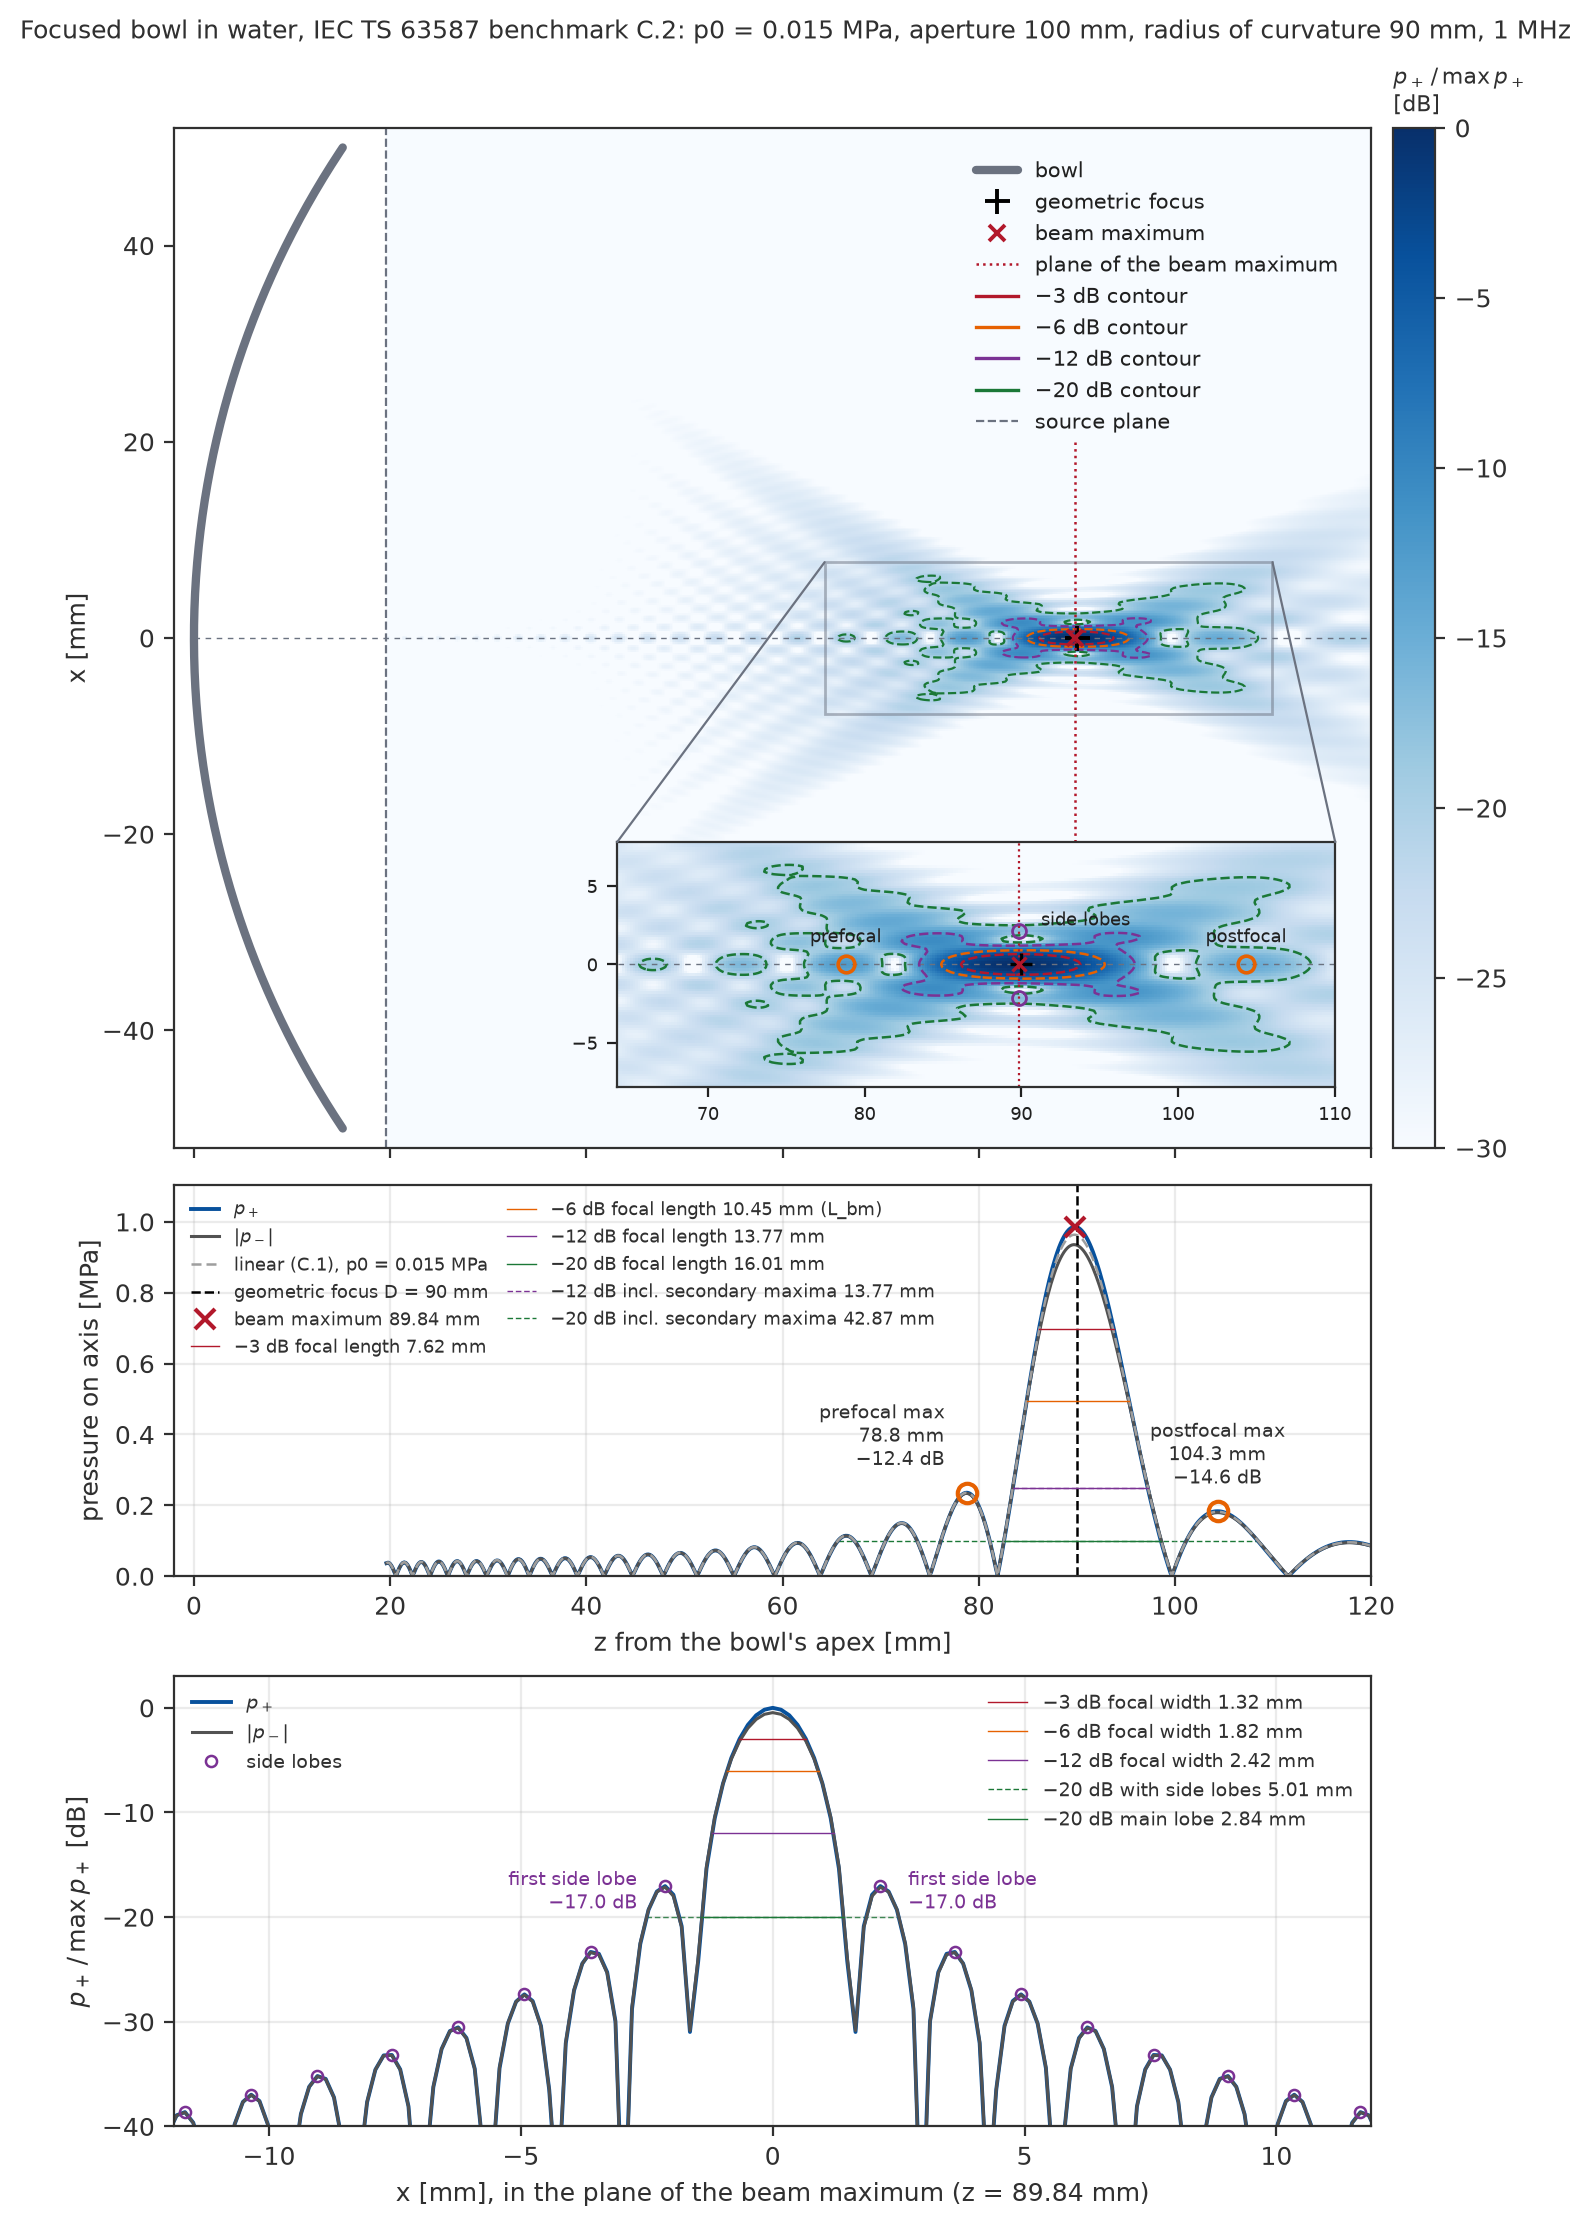 Focused bowl in water, IEC TS 63587 benchmark C.2: p0 = 0.015 MPa, aperture 100 mm, radius of curvature 90 mm, 1 MHz
p₊ / max p₊
[dB]
0
−5
−10
−15
−20
−25
−30
bowl
geometric focus
beam maximum
plane of the beam maximum
−3 dB contour
−6 dB contour
−12 dB contour
−20 dB contour
source plane
x [mm]
40
20
0
−20
−40
5
0
−5
prefocal
side lobes
postfocal
70
80
90
100
110
pressure on axis [MPa]
1.0
0.8
0.6
0.4
0.2
0.0
p₊
|p₋|
linear (C.1), p0 = 0.015 MPa
geometric focus D = 90 mm
beam maximum 89.84 mm
−3 dB focal length 7.62 mm
−6 dB focal length 10.45 mm (L_bm)
−12 dB focal length 13.77 mm
−20 dB focal length 16.01 mm
−12 dB incl. secondary maxima 13.77 mm
−20 dB incl. secondary maxima 42.87 mm
prefocal max
78.8 mm
−12.4 dB
postfocal max
104.3 mm
−14.6 dB
0
20
40
60
80
100
120
z from the bowl's apex [mm]
p₊ / max p₊ [dB]
0
−10
−20
−30
−40
p₊
|p₋|
side lobes
−3 dB focal width 1.32 mm
−6 dB focal width 1.82 mm
−12 dB focal width 2.42 mm
−20 dB with side lobes 5.01 mm
−20 dB main lobe 2.84 mm
first side lobe
−17.0 dB
first side lobe
−17.0 dB
−10
−5
0
5
10
x [mm], in the plane of the beam maximum (z = 89.84 mm)